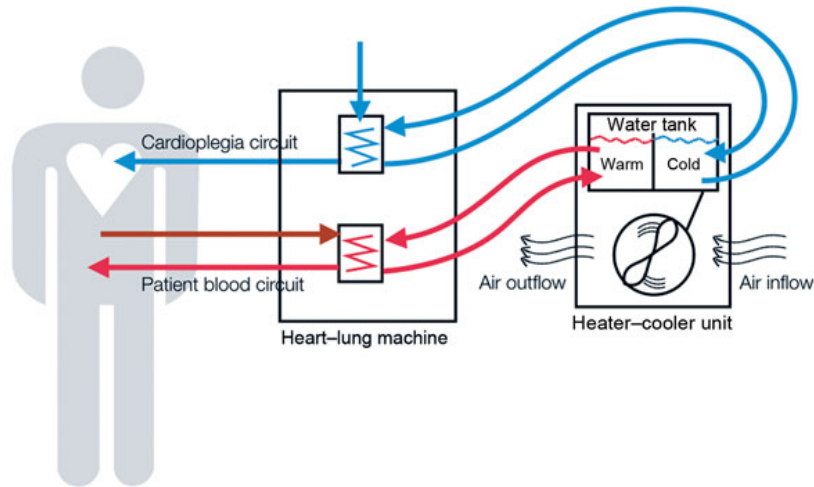 Cardioplegia circuit
Water tank
Warm
Cold
Patient blood circuit
Air outflow
Air inflow
Heart–lung machine
Heater–cooler unit